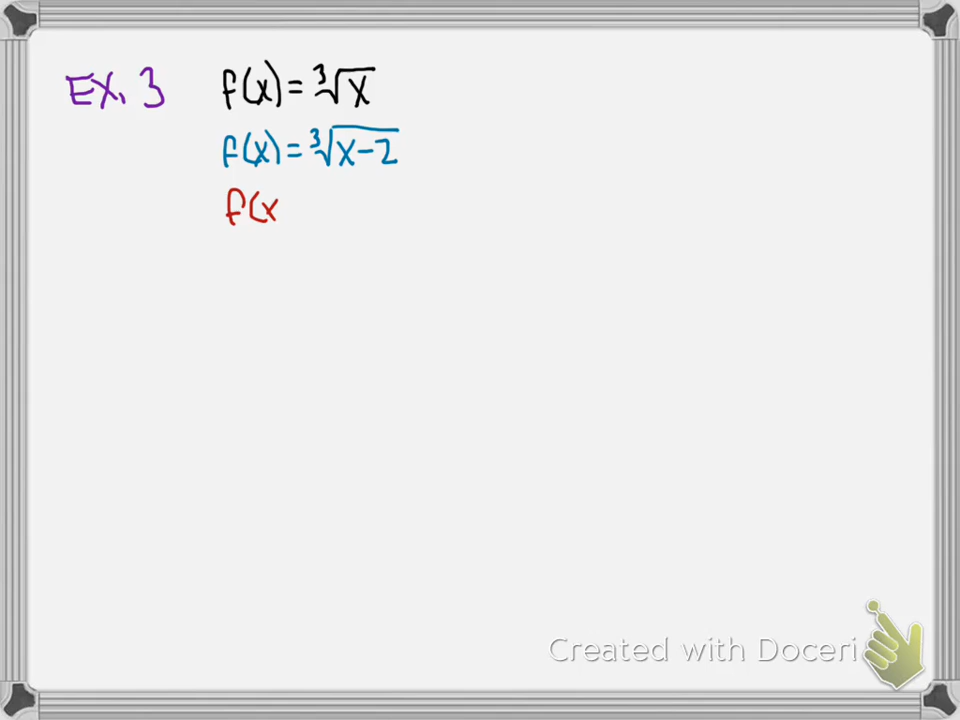 Ex. 3 f(x) = ∛x
f(x) = ∛x-2
f(x
Created with Doceri